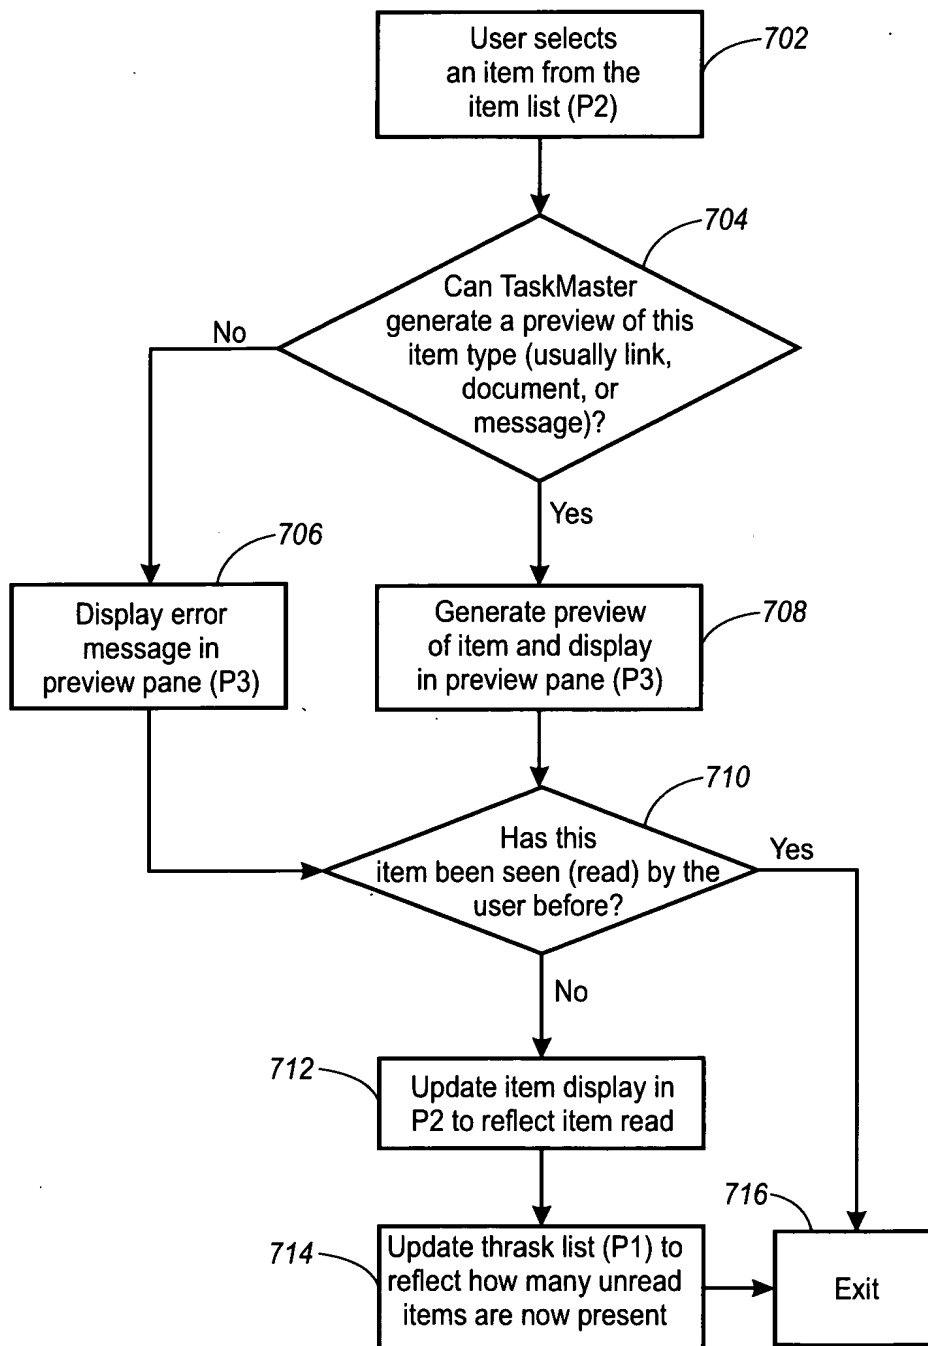 User selects
an item from the
item list (P2)
702
704
Can TaskMaster
generate a preview of this
item type (usually link,
document, or
message)?
No
Yes
706
Display error
message in
preview pane (P3)
Generate preview
of item and display
in preview pane (P3)
708
710
Has this
item been seen (read) by the
user before?
Yes
No
712
Update item display in
P2 to reflect item read
714
Update thrask list (P1) to
reflect how many unread
items are now present
716
Exit